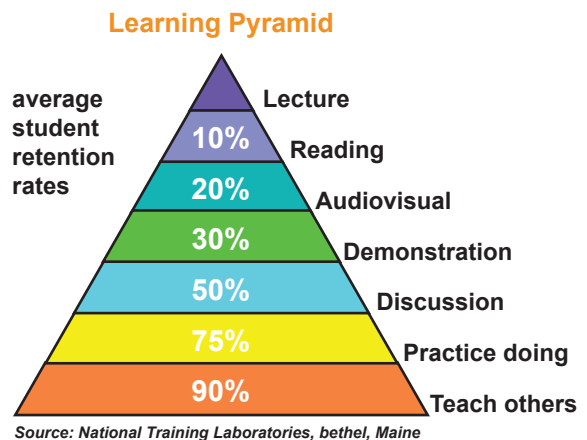 Learning Pyramid
average
student
retention
rates
Lecture
10%
Reading
20%
Audiovisual
30%
Demonstration
50%
Discussion
75%
Practice doing
90%
Teach others
Source: National Training Laboratories, bethel, Maine